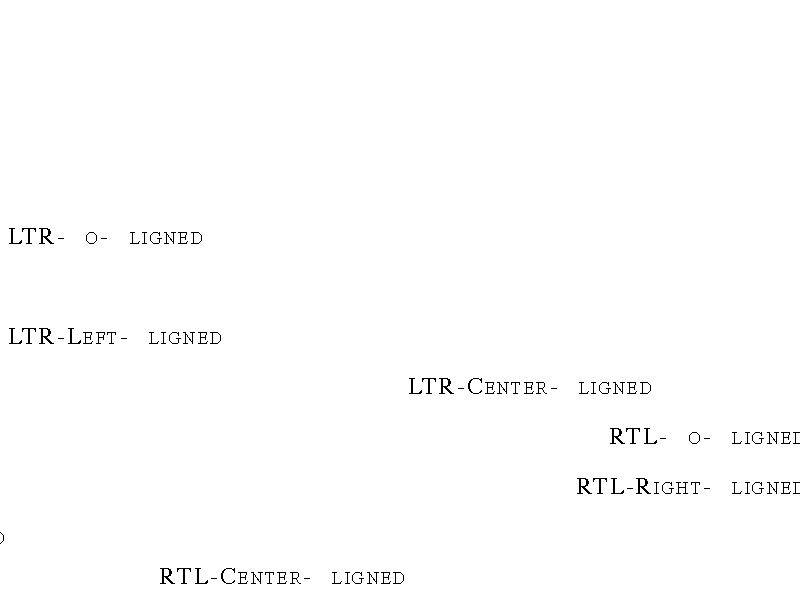 LTR- o- ligned
LTR-Left- ligned
LTR-Center- ligned
RTL- o- ligned
RTL-Right- ligned
D
RTL-Center- ligned